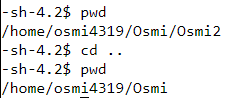 -sh-4.2$ pwd
/home/osmi4319/Osmi/Osmi2
-sh-4.2$ cd ..
-sh-4.2$ pwd
/home/osmi4319/Osmi